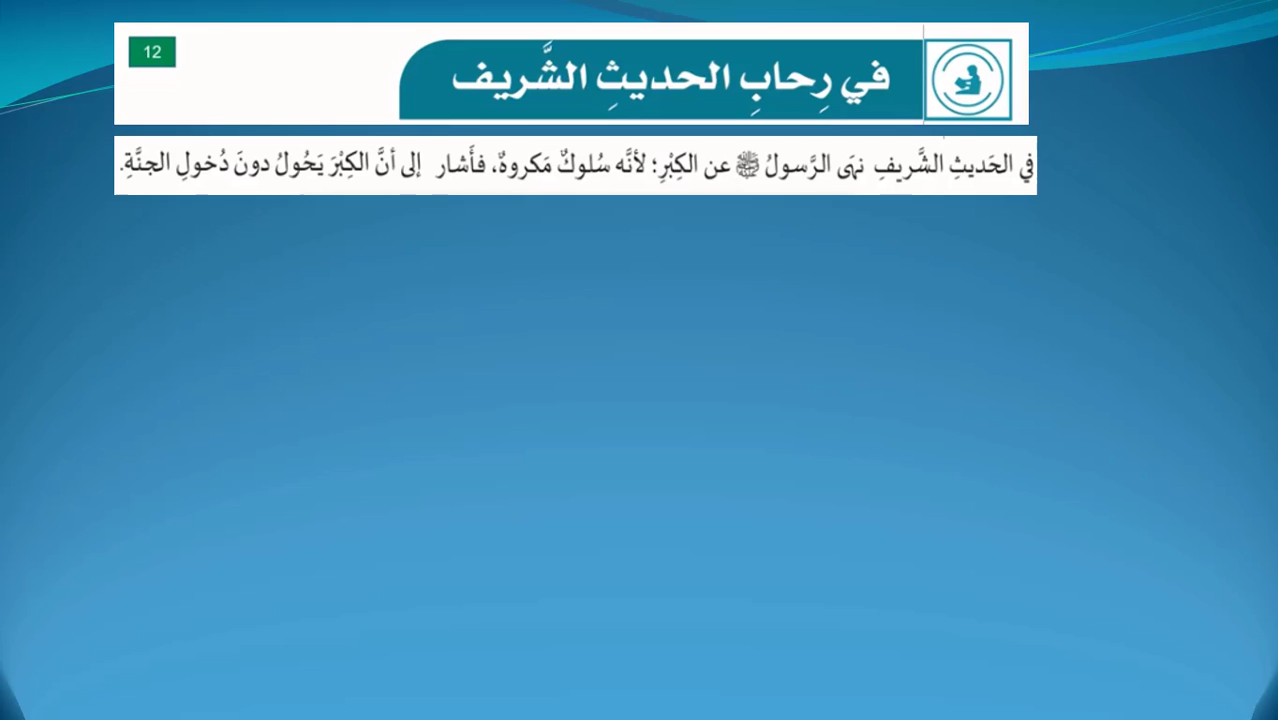 12
في رِحابِ الحديثِ الشَّريف
في الحَديثِ الشَّريفِ نهَى الرَّسولُ ﷺ عن الكِبْرِ؛ لأنَّه سُلوكٌ مَكروهٌ، فأَشار إلى أنَّ الكِبْرَ يَحُولُ دونَ دُخولِ الجنَّةِ.